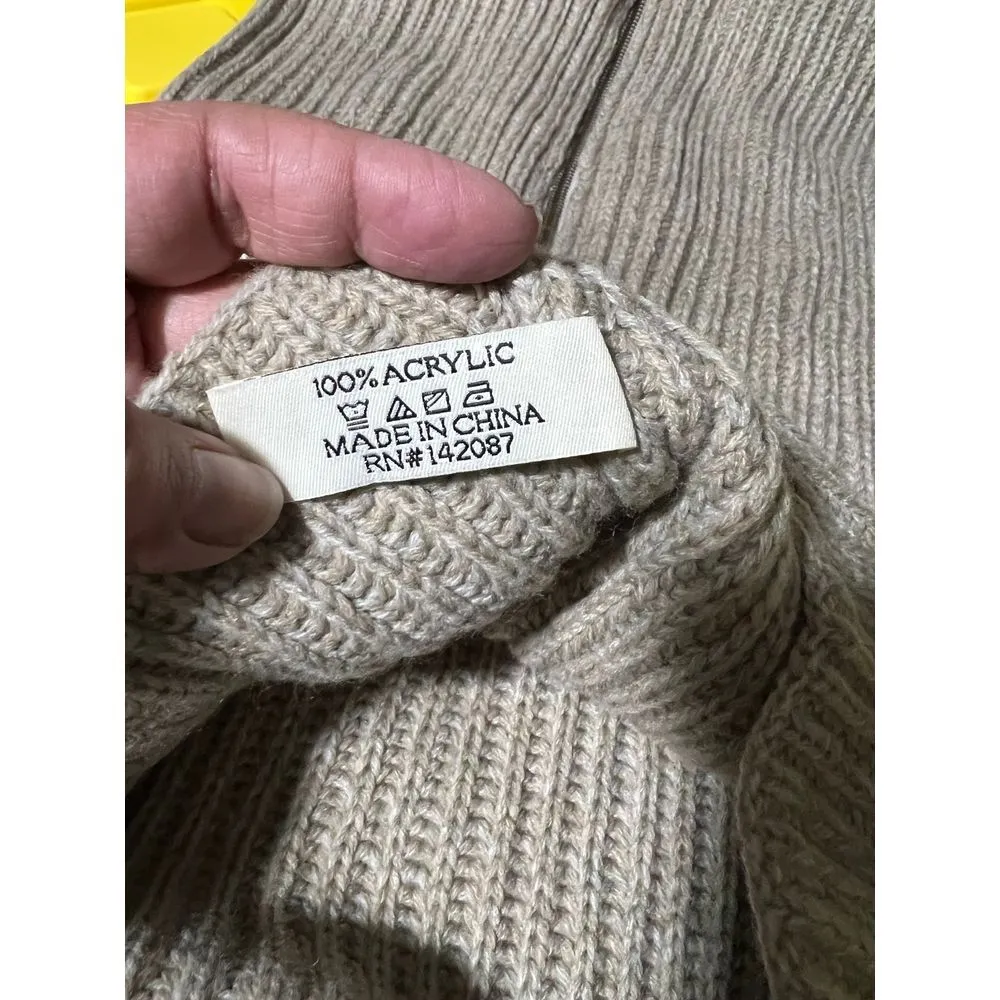 100% ACRYLIC
MADE IN CHINA
RN#142087